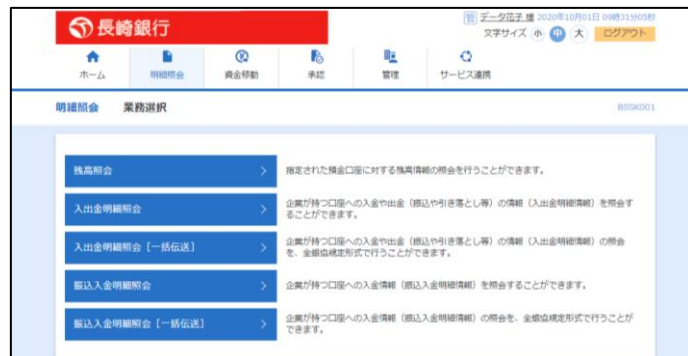 長崎銀行
データ花子 様 2020年10月01日 09時31分05秒
文字サイズ 小 中 大 ログアウト
ホーム 明細照会 資金移動 承認 管理 サービス連携
明細照会 業務選択 BSSK001
残高照会 指定された預金口座に対する残高情報の照会を行うことができます。
入出金明細照会 企業が持つ口座への入金や出金(振込や引き落とし等)の情報(入出金明細情報)を照会す
ることができます。
入出金明細照会[一括伝送] 企業が持つ口座への入金や出金(振込や引き落とし等)の情報(入出金明細情報)の照会
を、全銀協規定形式で行うことができます。
振込入金明細照会 企業が持つ口座への入金情報(振込入金明細情報)を照会することができます。
振込入金明細照会[一括伝送] 企業が持つ口座への入金情報(振込入金明細情報)の照会を、全銀協規定形式で行うことが
できます。